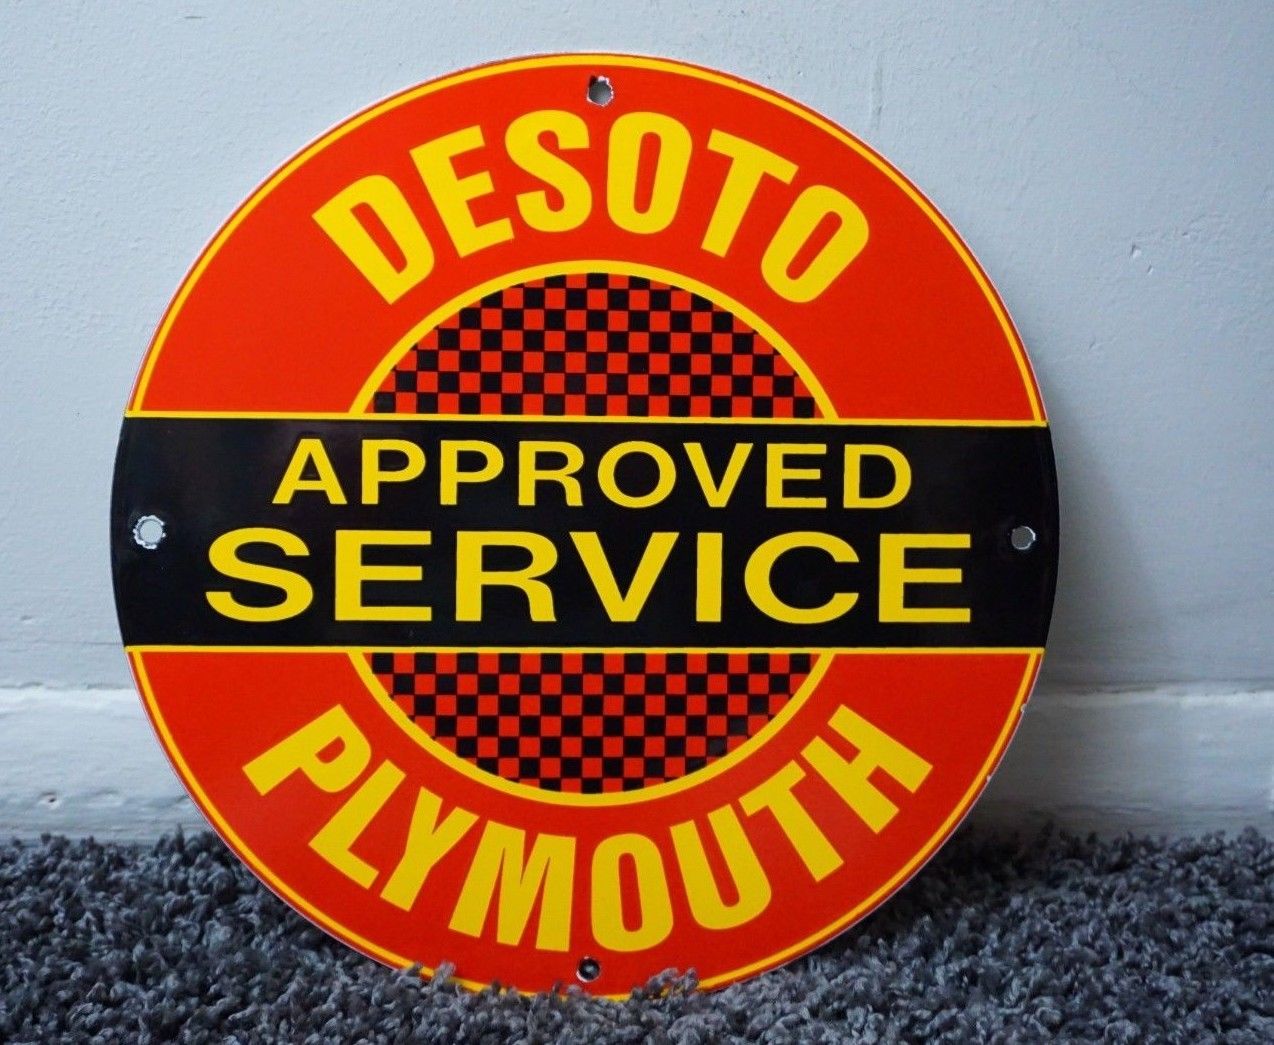 DESOTO
APPROVED
SERVICE
PLYMOUTH